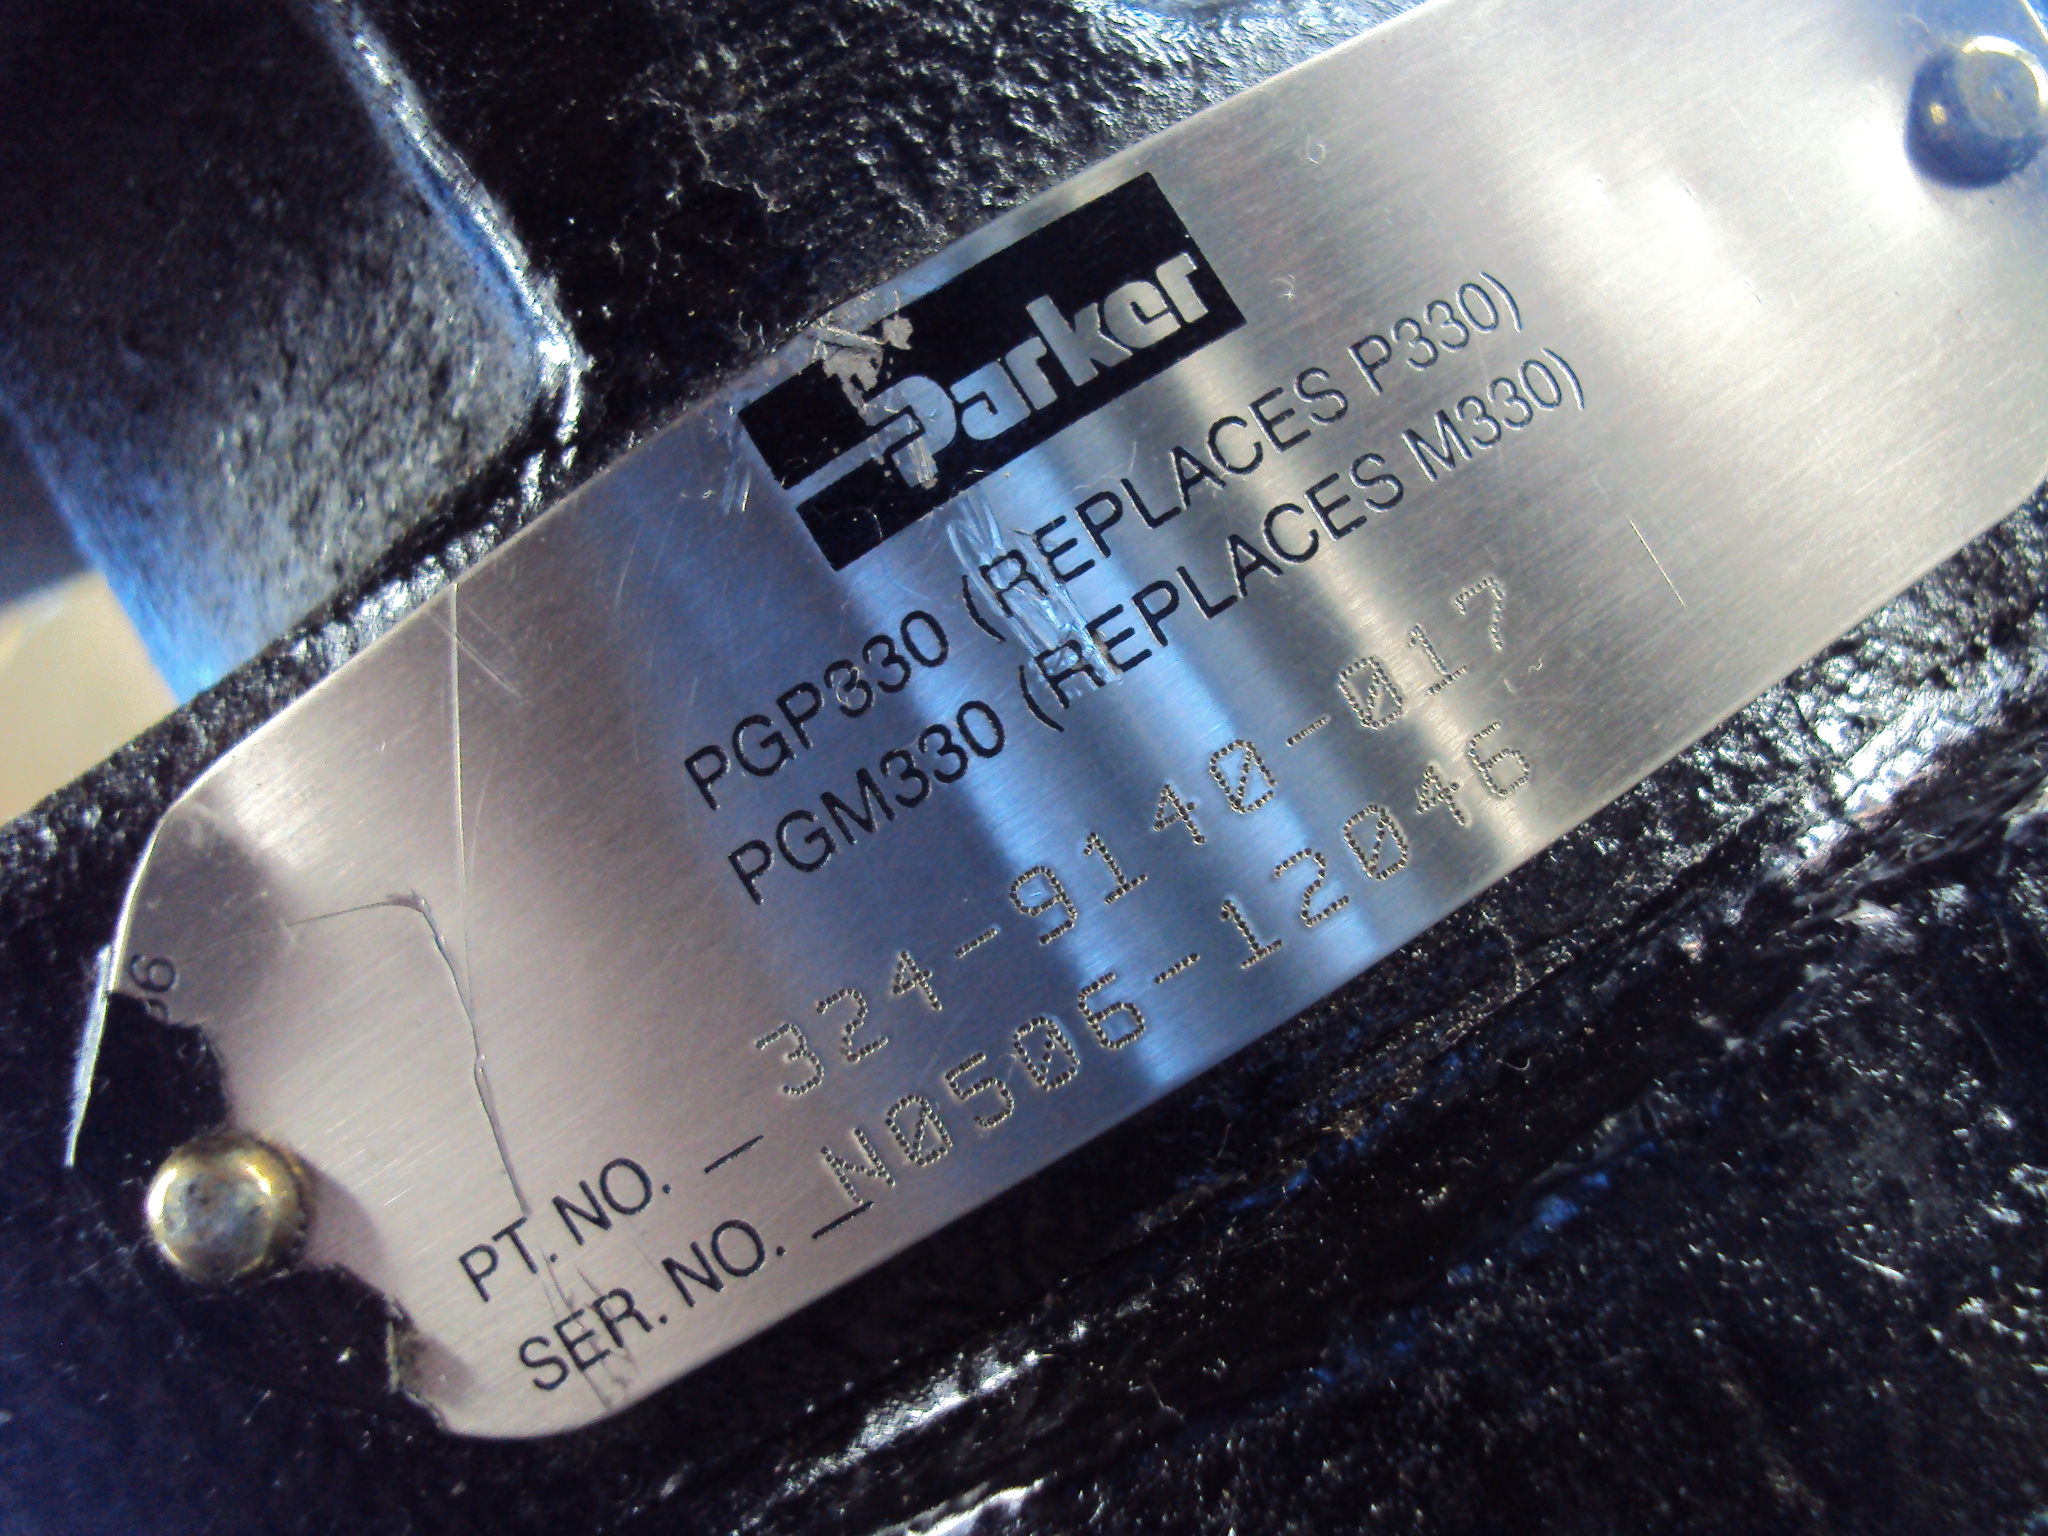 Parker
PGP330 (REPLACES P330)
PGM330 (REPLACES M330)
PT. NO. 324-9140-017
SER. NO. N0506-12046